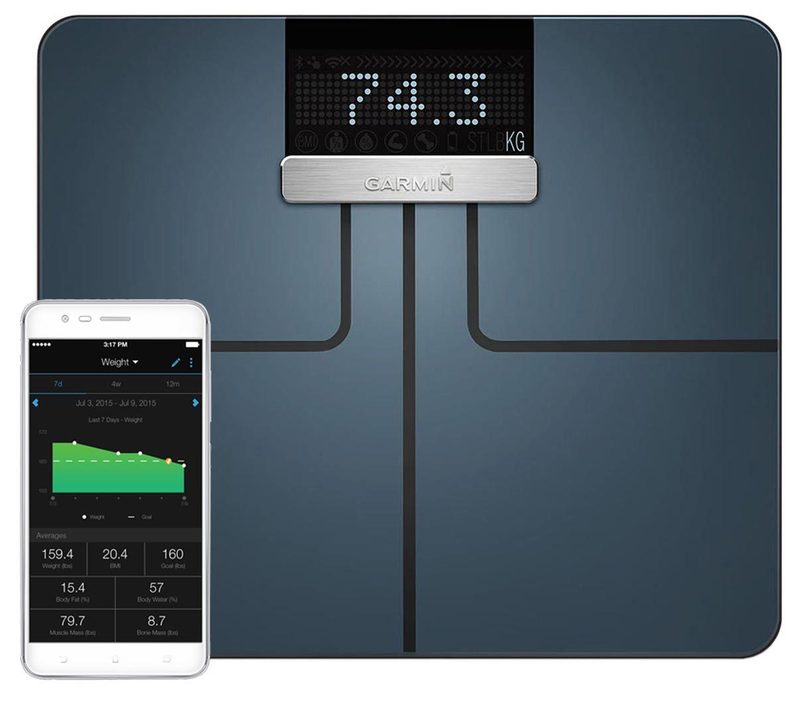 74.3
BMI
STLBKG
GARMIN
3:17 PM
Weight
7d 4w 12m
Jul 3, 2015 - Jul 9, 2015
Last 7 Days - Weight
Weight Goal
Averages
159.4 20.4 160
Weight (lbs) BMI Goal (lbs)
15.4 57
Body Fat (%) Body Water (%)
79.7 8.7
Muscle Mass (lbs) Bone Mass (lbs)